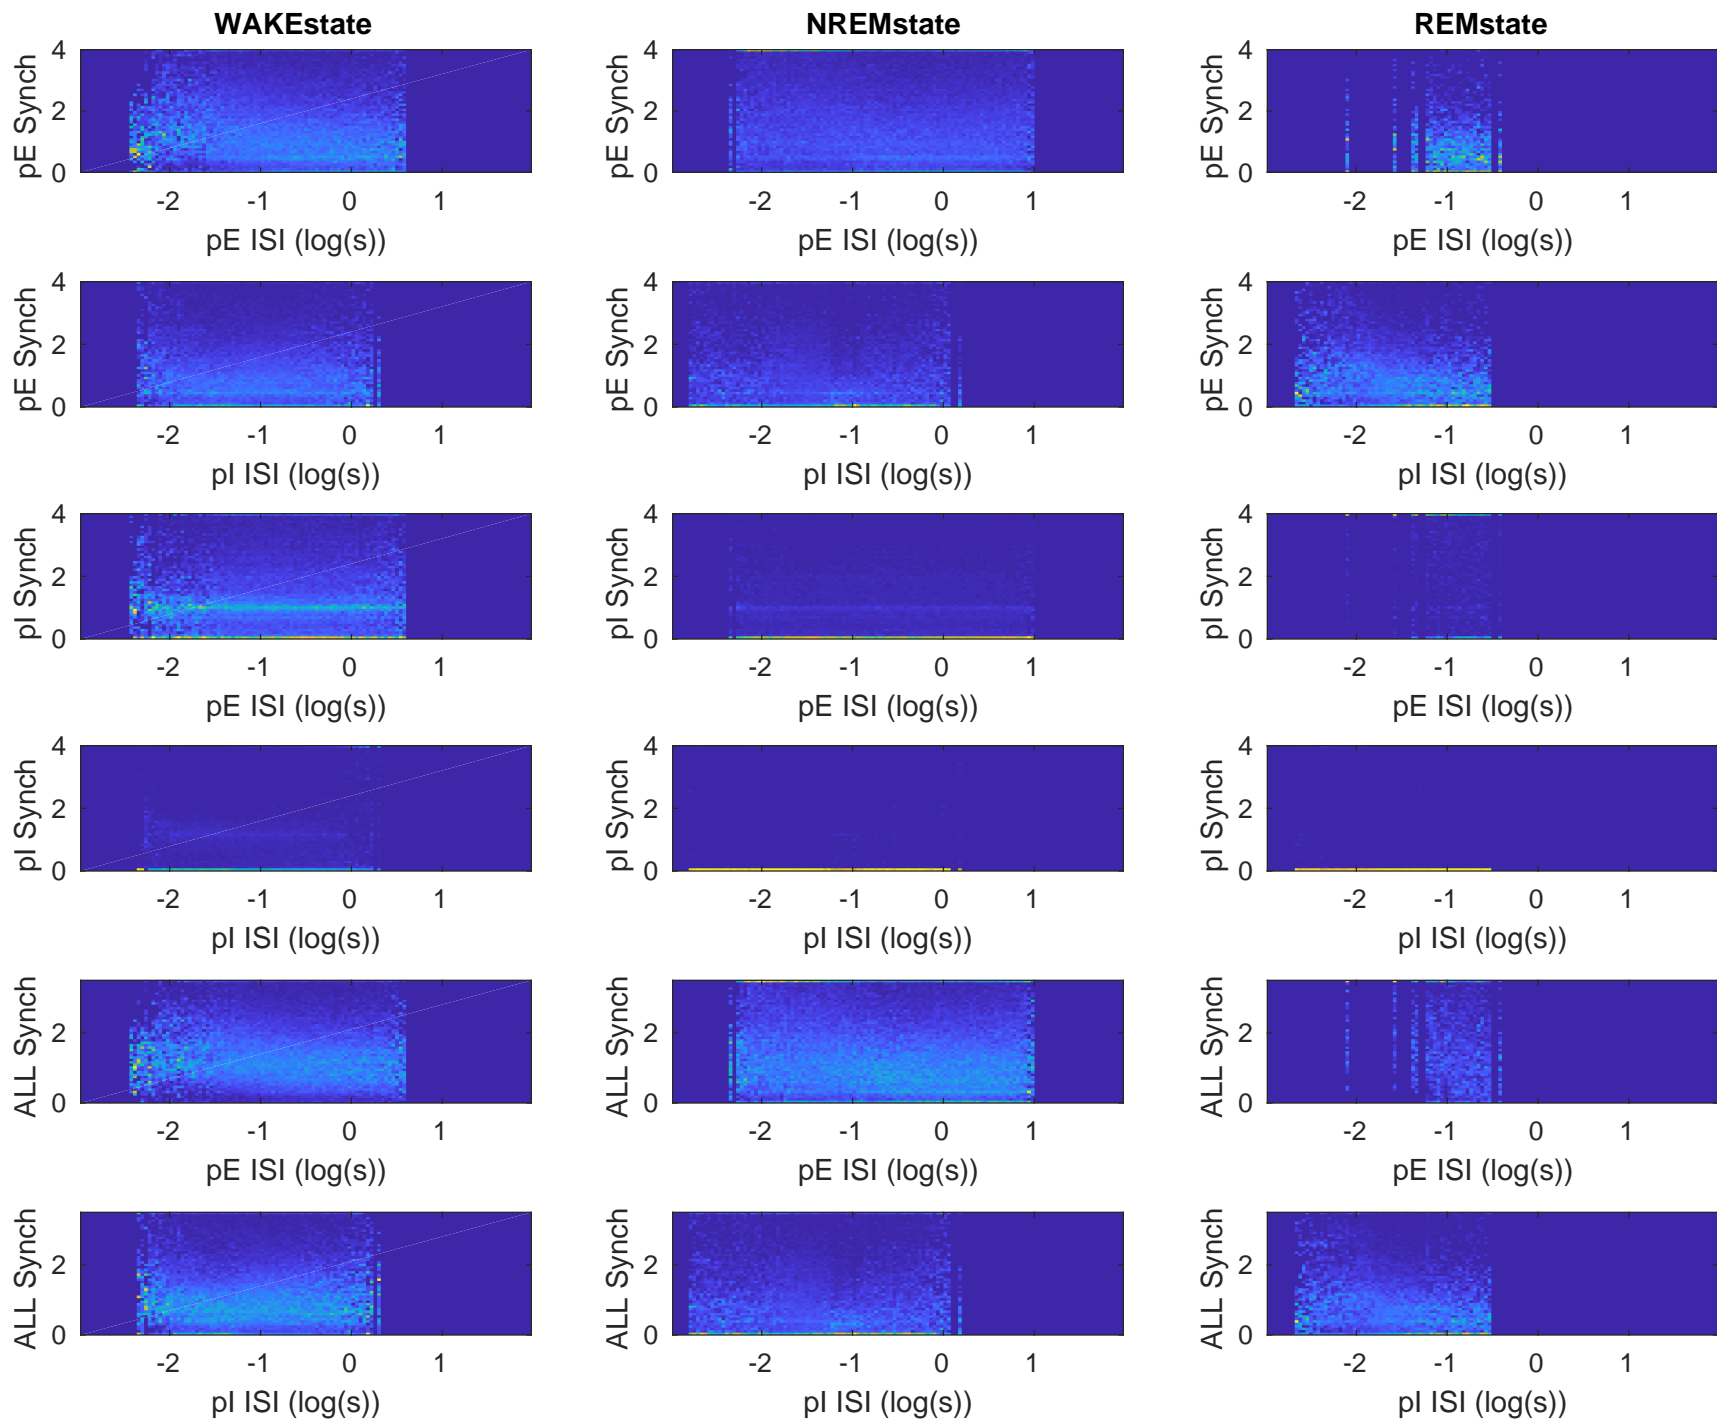 WAKEstate NREMstate REMstate
4 4 4
pE Synch pE Synch pE Synch
2 2 2
0 0 0
-2 -1 0 1 -2 -1 0 1 -2 -1 0 1
pE ISI (log(s)) pE ISI (log(s)) pE ISI (log(s))
4 4 4
pE Synch pE Synch pE Synch
2 2 2
0 0 0
-2 -1 0 1 -2 -1 0 1 -2 -1 0 1
pI ISI (log(s)) pI ISI (log(s)) pI ISI (log(s))
4 4 4
pI Synch pI Synch pI Synch
2 2 2
0 0 0
-2 -1 0 1 -2 -1 0 1 -2 -1 0 1
pE ISI (log(s)) pE ISI (log(s)) pE ISI (log(s))
4 4 4
pI Synch pI Synch pI Synch
2 2 2
0 0 0
-2 -1 0 1 -2 -1 0 1 -2 -1 0 1
pI ISI (log(s)) pI ISI (log(s)) pI ISI (log(s))
ALL Synch ALL Synch ALL Synch
2 2 2
0 0 0
-2 -1 0 1 -2 -1 0 1 -2 -1 0 1
pE ISI (log(s)) pE ISI (log(s)) pE ISI (log(s))
ALL Synch ALL Synch ALL Synch
2 2 2
0 0 0
-2 -1 0 1 -2 -1 0 1 -2 -1 0 1
pI ISI (log(s)) pI ISI (log(s)) pI ISI (log(s))